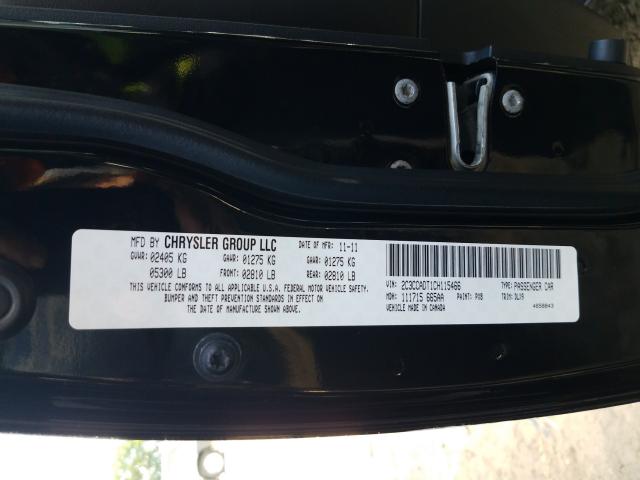 MFD BY CHRYSLER GROUP LLC DATE OF MFR: 11-11
GVWR: 02405 KG GAWR: 01275 KG GAWR: 01275 KG
05300 LB FRONT: 02810 LB REAR: 02810 LB
THIS VEHICLE CONFORMS TO ALL APPLICABLE U.S.A. FEDERAL MOTOR VEHICLE SAFETY,
BUMPER AND THEFT PREVENTION STANDARDS IN EFFECT ON
THE DATE OF MANUFACTURE SHOWN ABOVE.
VIN: 2C3CCADT1CH115466 TYPE: PASSENGER CAR
MDH: 111715 665AA PAINT: PX8 TRIM: DLX9
VEHICLE MADE IN CANADA 4658843